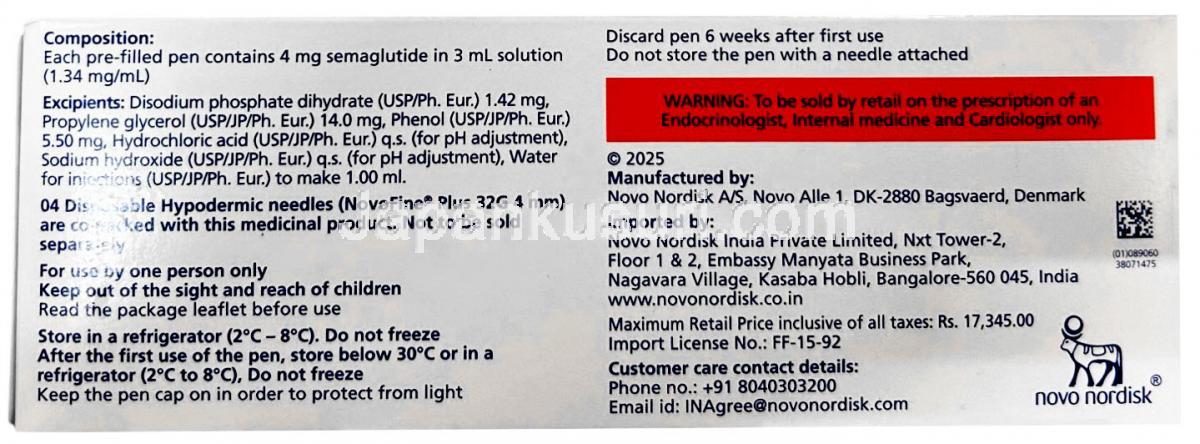 Composition:
Each pre-filled pen contains 4 mg semaglutide in 3 mL solution
(1.34 mg/mL)
Excipients: Disodium phosphate dihydrate (USP/Ph. Eur.) 1.42 mg,
Propylene glycerol (USP/JP/Ph. Eur.) 14.0 mg, Phenol (USP/JP/Ph. Eur.)
5.50 mg, Hydrochloric acid (USP/JP/Ph. Eur.) q.s. (for pH adjustment),
Sodium hydroxide (USP/JP/Ph. Eur.) q.s. (for pH adjustment), Water
for injections (USP/JP/Ph. Eur.) to make 1.00 ml.
04 Disposable Hypodermic needles (NovoFine® Plus 32G 4 mm)
are co-packed with this medicinal product. Not to be sold
separately
For use by one person only
Keep out of the sight and reach of children
Read the package leaflet before use
Store in a refrigerator (2°C – 8°C). Do not freeze
After the first use of the pen, store below 30°C or in a
refrigerator (2°C to 8°C), Do not freeze
Keep the pen cap on in order to protect from light
Discard pen 6 weeks after first use
Do not store the pen with a needle attached
WARNING: To be sold by retail on the prescription of an
Endocrinologist, Internal medicine and Cardiologist only.
© 2025
Manufactured by:
Novo Nordisk A/S, Novo Alle 1, DK-2880 Bagsvaerd, Denmark
Imported by:
Novo Nordisk India Private Limited, Nxt Tower-2,
Floor 1 & 2, Embassy Manyata Business Park,
Nagavara Village, Kasaba Hobli, Bangalore-560 045, India
www.novonordisk.co.in
Maximum Retail Price inclusive of all taxes: Rs. 17,345.00
Import License No.: FF-15-92
Customer care contact details:
Phone no.: +91 8040303200
Email id: INAgree@novonordisk.com
(01)089060
38071475
novo nordisk®
Japankusuri.com